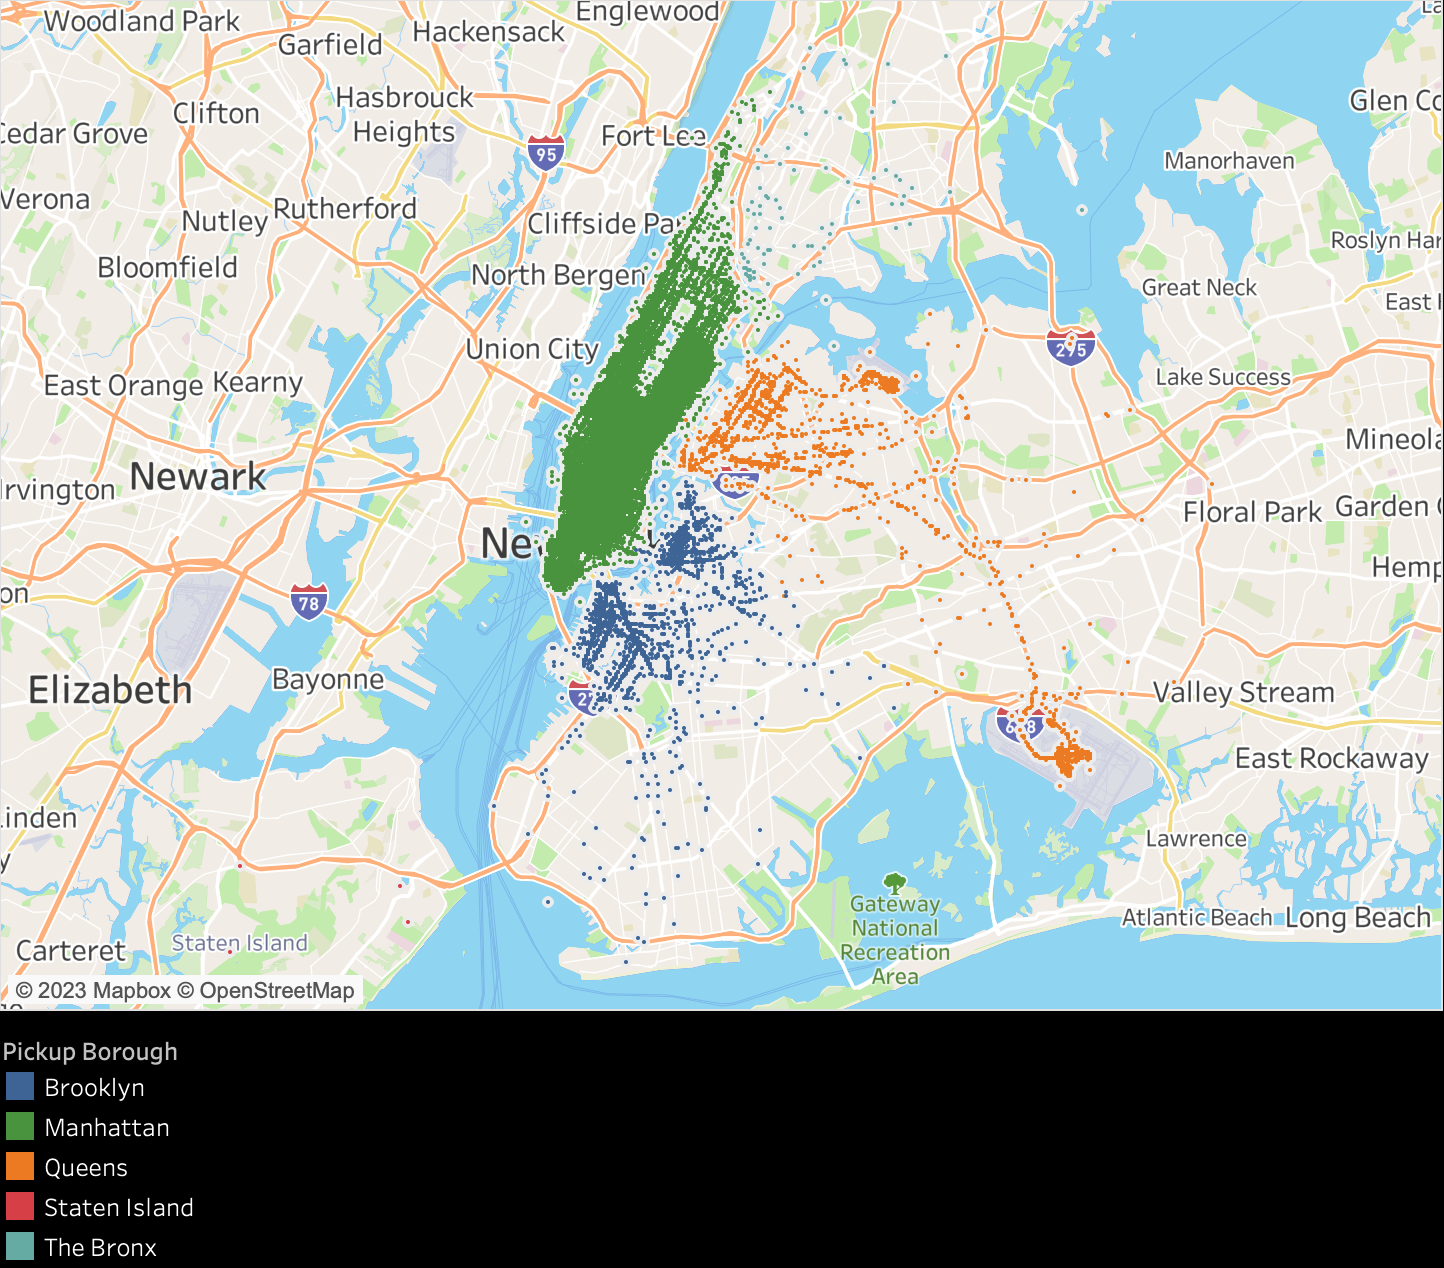 Woodland Park
Englewood
Hackensack
Garfield
Hasbrouck
Heights
Clifton
Glen Co
Cedar Grove
Fort Lee
95
Manorhaven
Verona
Nutley
Rutherford
Cliffside Pa
Roslyn Har
Bloomfield
North Bergen
Great Neck
East
Union City
295
East Orange
Kearny
Lake Success
Mineola
Newark
Irvington
Floral Park
Garden
New
Hemp
78
Bayonne
Elizabeth
Valley Stream
27
678
East Rockaway
Linden
Lawrence
Gateway
National
Recreation
Area
Atlantic Beach
Long Beach
Staten Island
Carteret
© 2023 Mapbox © OpenStreetMap
Pickup Borough
Brooklyn
Manhattan
Queens
Staten Island
The Bronx